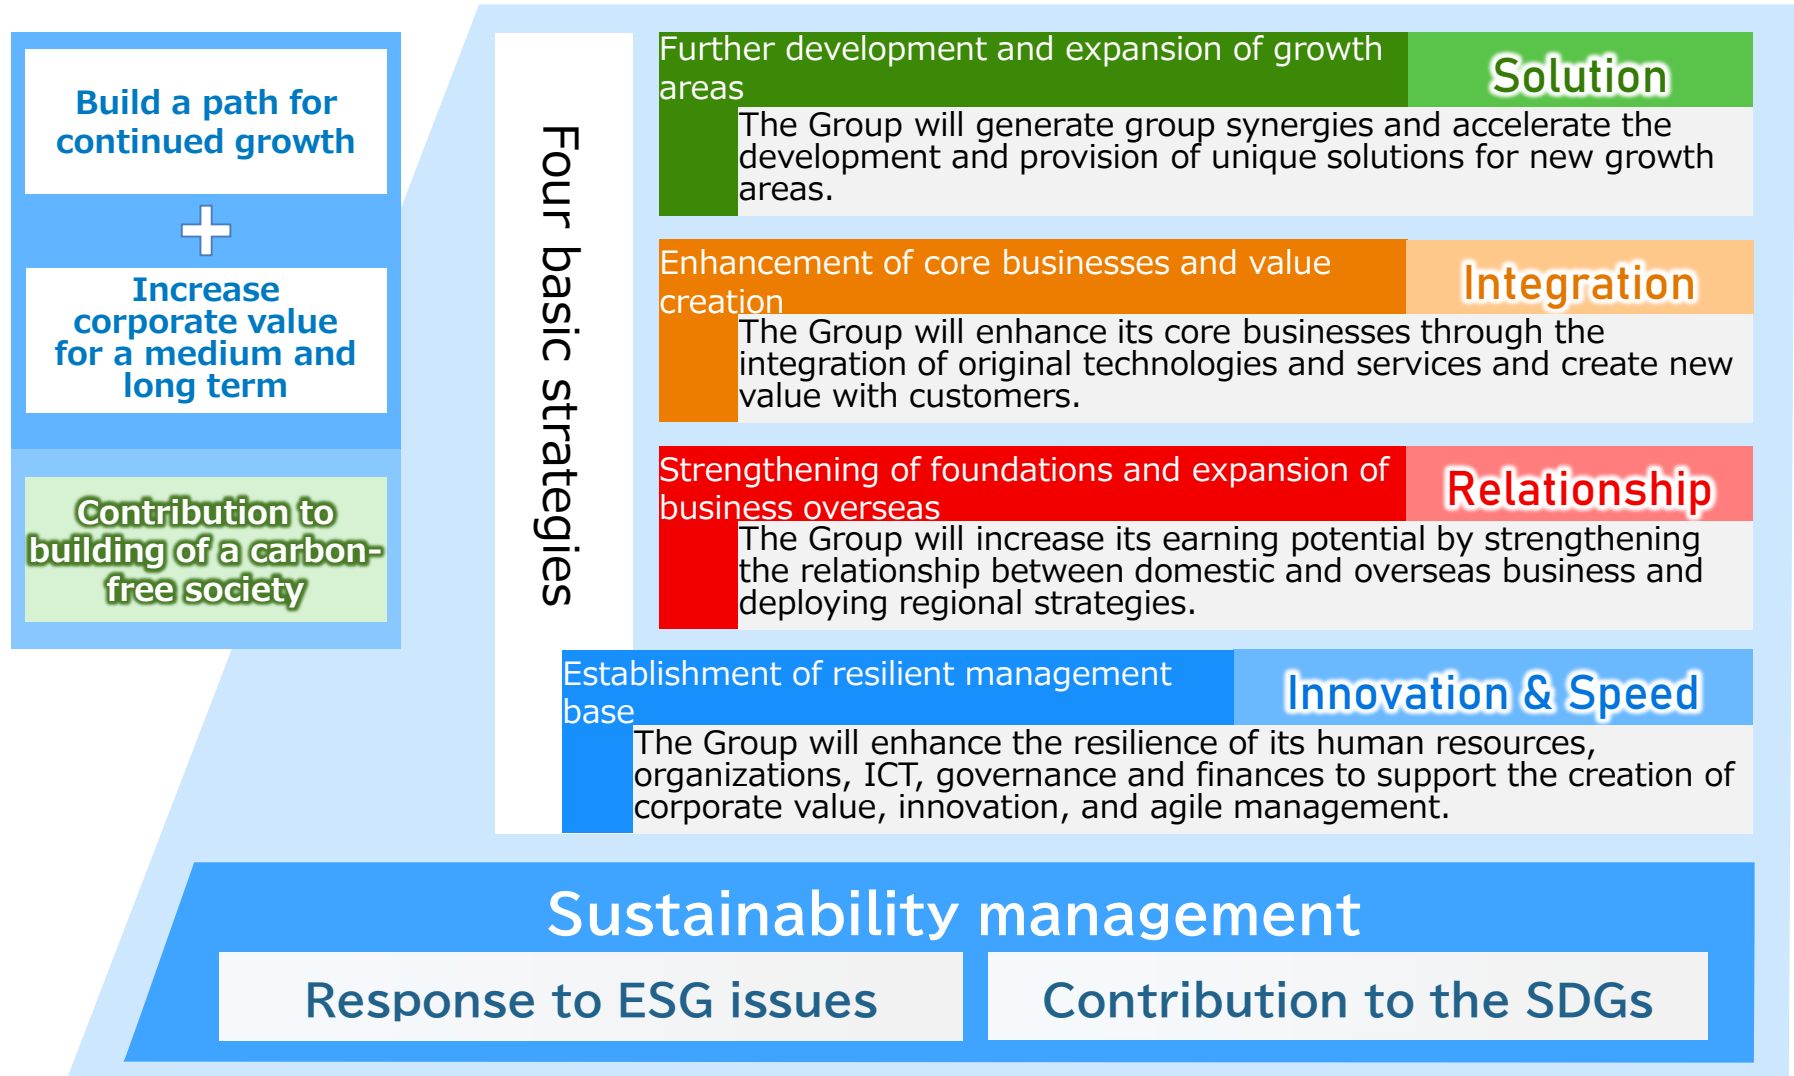 Build a path for
continued growth
Increase
corporate value
for a medium and
long term
Contribution to
building of a carbon-
free society
Four basic strategies
Further development and expansion of growth
areas
Solution
The Group will generate group synergies and accelerate the
development and provision of unique solutions for new growth
areas.
Enhancement of core businesses and value
creation
Integration
The Group will enhance its core businesses through the
integration of original technologies and services and create new
value with customers.
Strengthening of foundations and expansion of
business overseas
Relationship
The Group will increase its earning potential by strengthening
the relationship between domestic and overseas business and
deploying regional strategies.
Establishment of resilient management
base
Innovation & Speed
The Group will enhance the resilience of its human resources,
organizations, ICT, governance and finances to support the creation of
corporate value, innovation, and agile management.
Sustainability management
Response to ESG issues
Contribution to the SDGs